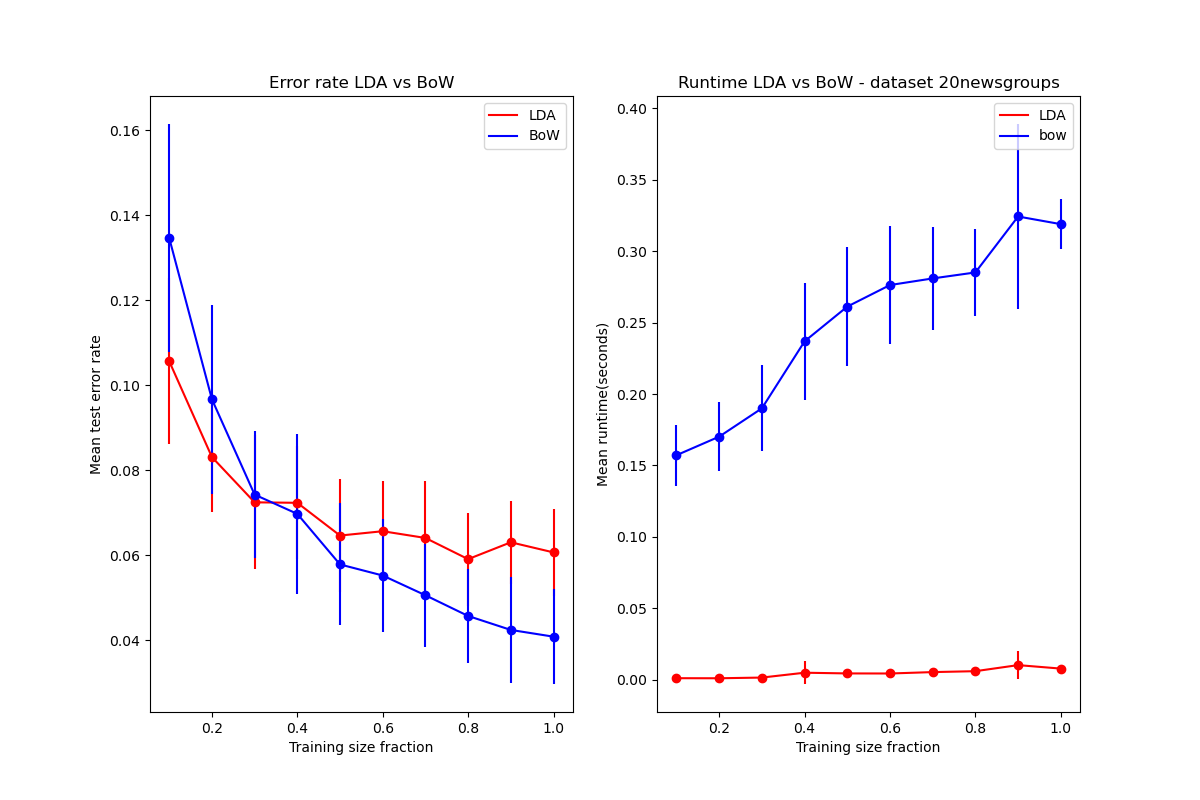 Error rate LDA vs BoW
LDA
BoW
0.16
0.14
0.12
0.10
0.08
0.06
0.04
Mean test error rate
0.2 0.4 0.6 0.8 1.0
Training size fraction
Runtime LDA vs BoW - dataset 20newsgroups
LDA
bow
0.40
0.35
0.30
0.25
0.20
0.15
0.10
0.05
0.00
Mean runtime(seconds)
0.2 0.4 0.6 0.8 1.0
Training size fraction